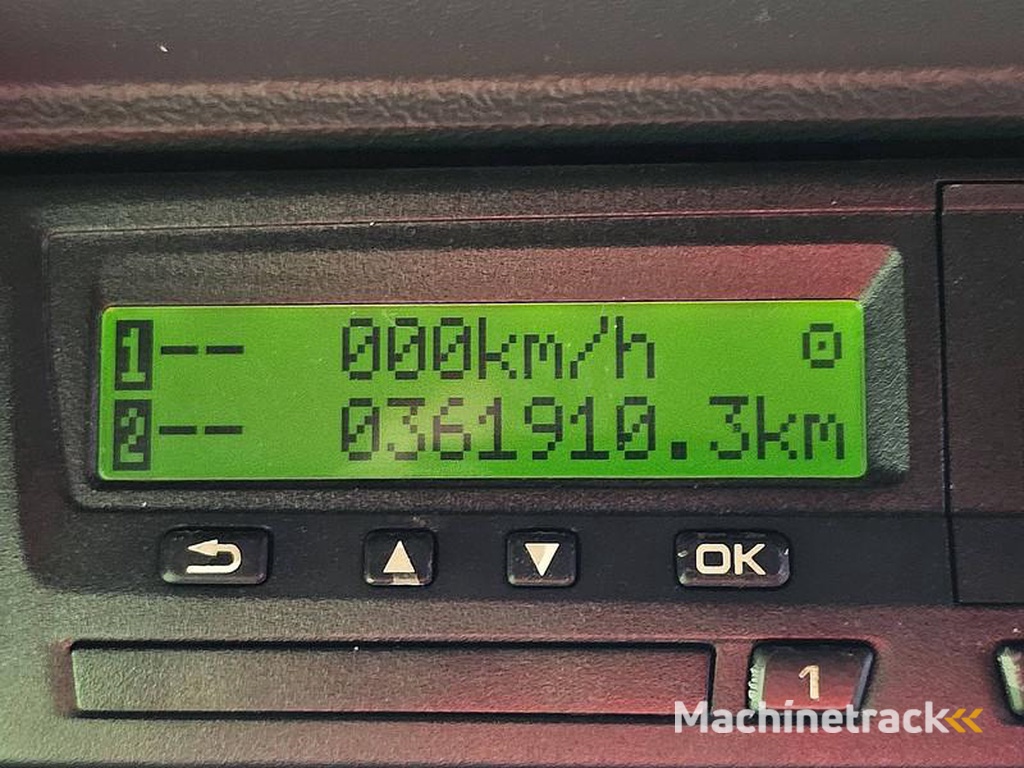 1 -- 000km/h
2 -- 0361910.3km
OK
1
Machinetrack